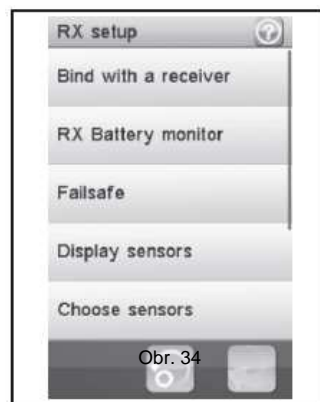 RX setup
?
Bind with a receiver
RX Battery monitor
Failsafe
Display sensors
Choose sensors
Obr. 34